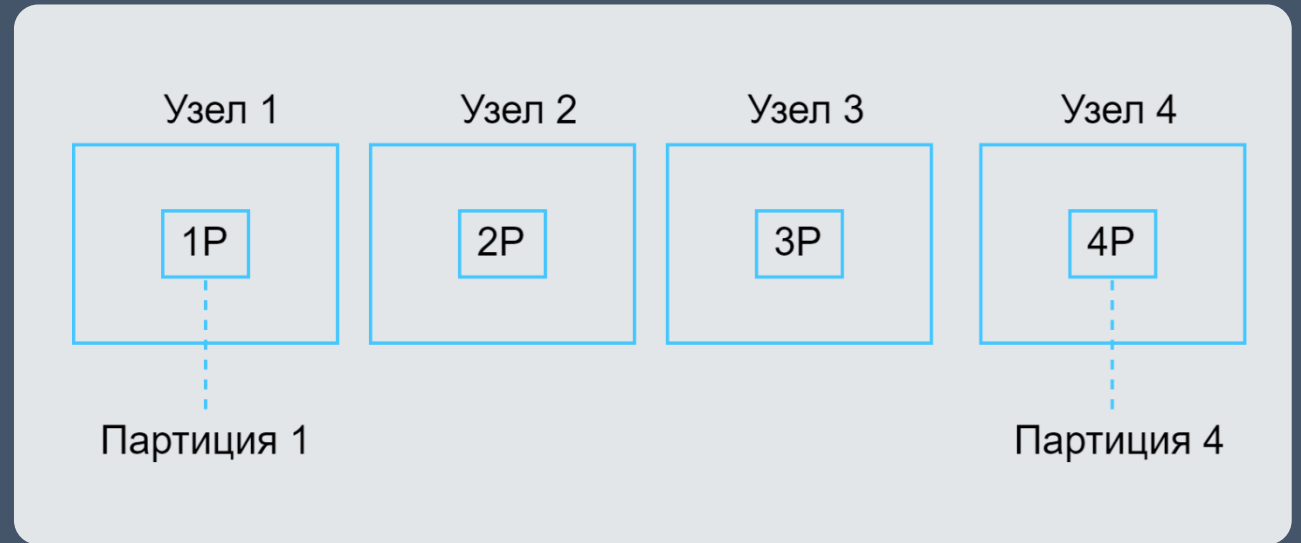 Узел 1 Узел 2 Узел 3 Узел 4
1P 2P 3P 4P
Партиция 1 Партиция 4